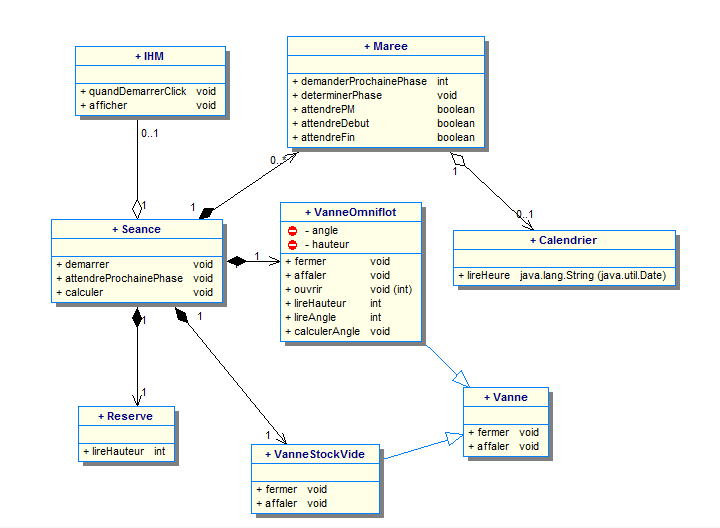 + IHM
+ quandDemarrerClick void
+ afficher void
+ Maree
+ demanderProchainePhase int
+ determinerPhase void
+ attendrePM boolean
+ attendreDebut boolean
+ attendreFin boolean
0..1
0..*
1
1
1
+ VanneOmniflot
- angle
- hauteur
+ fermer void
+ affaler void
+ ouvrir void (int)
+ lireHauteur int
+ lireAngle int
+ calculerAngle void
0..1
+ Calendrier
+ lireHeure java.lang.String (java.util.Date)
+ Seance
+ demarrer void
+ attendreProchainePhase void
+ calculer void
1
1
1
1
+ Reserve
+ lireHauteur int
1
+ VanneStockVide
+ fermer void
+ affaler void
+ Vanne
+ fermer void
+ affaler void